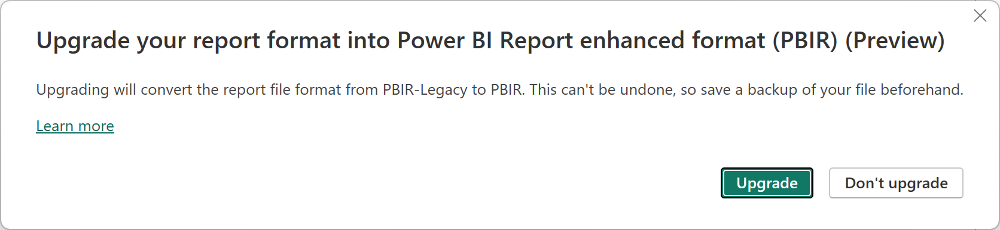 Upgrade your report format into Power BI Report enhanced format (PBIR) (Preview)
Upgrading will convert the report file format from PBIR-Legacy to PBIR. This can't be undone, so save a backup of your file beforehand.
Learn more
Upgrade
Don't upgrade